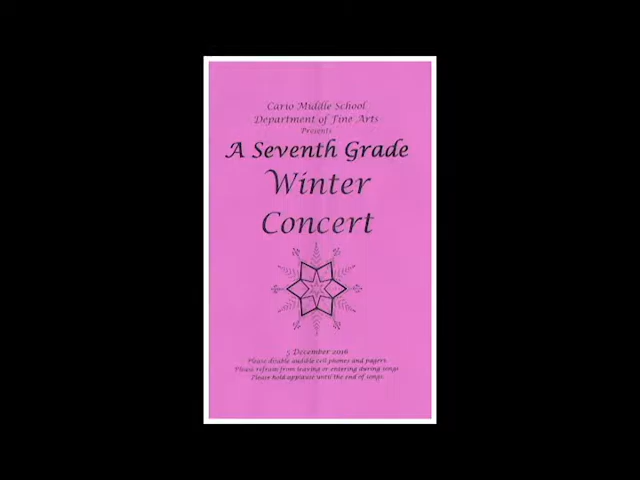 Cario Middle School
Department of Fine Arts
Presents
A Seventh Grade
Winter
Concert
5 December 2016
Please disable audible cell phones and pagers
Please refrain from leaving or entering during songs
Please hold applause until the end of songs.